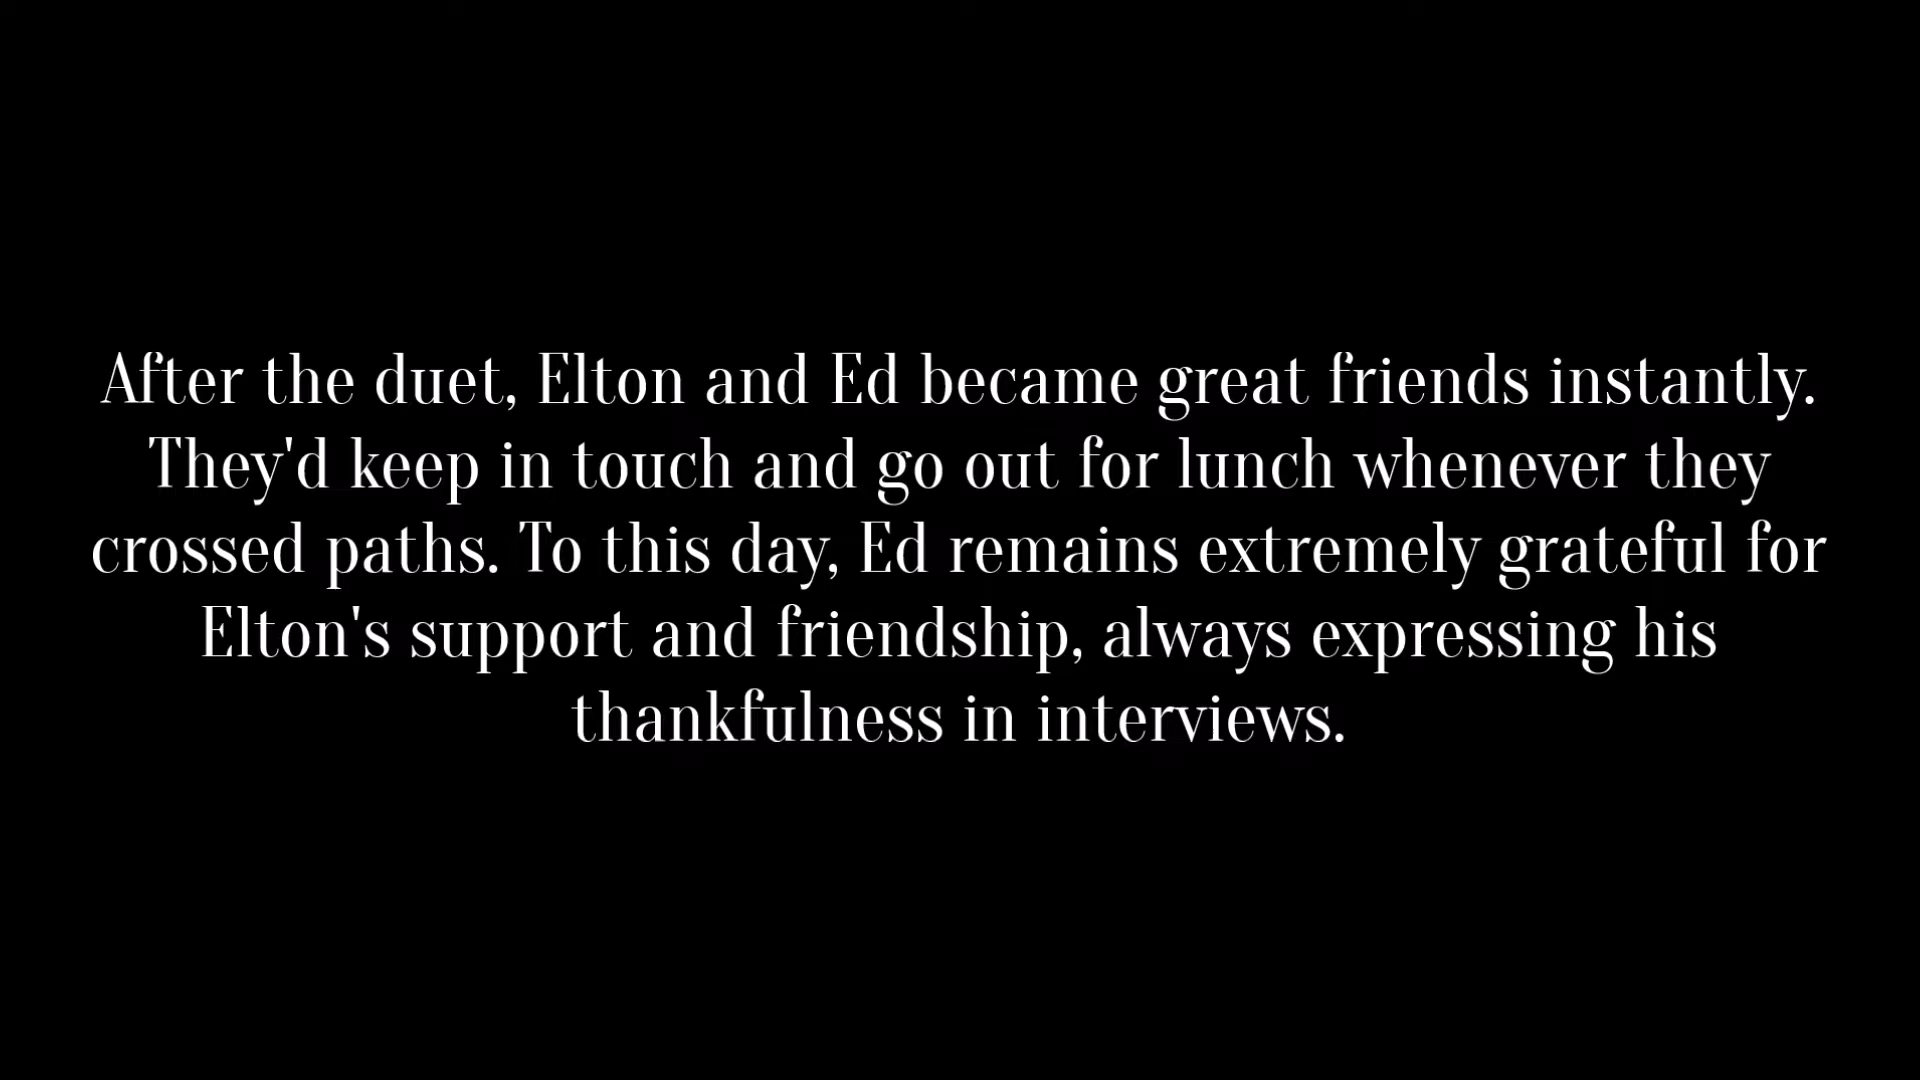 After the duet, Elton and Ed became great friends instantly.
They'd keep in touch and go out for lunch whenever they
crossed paths. To this day, Ed remains extremely grateful for
Elton's support and friendship, always expressing his
thankfulness in interviews.